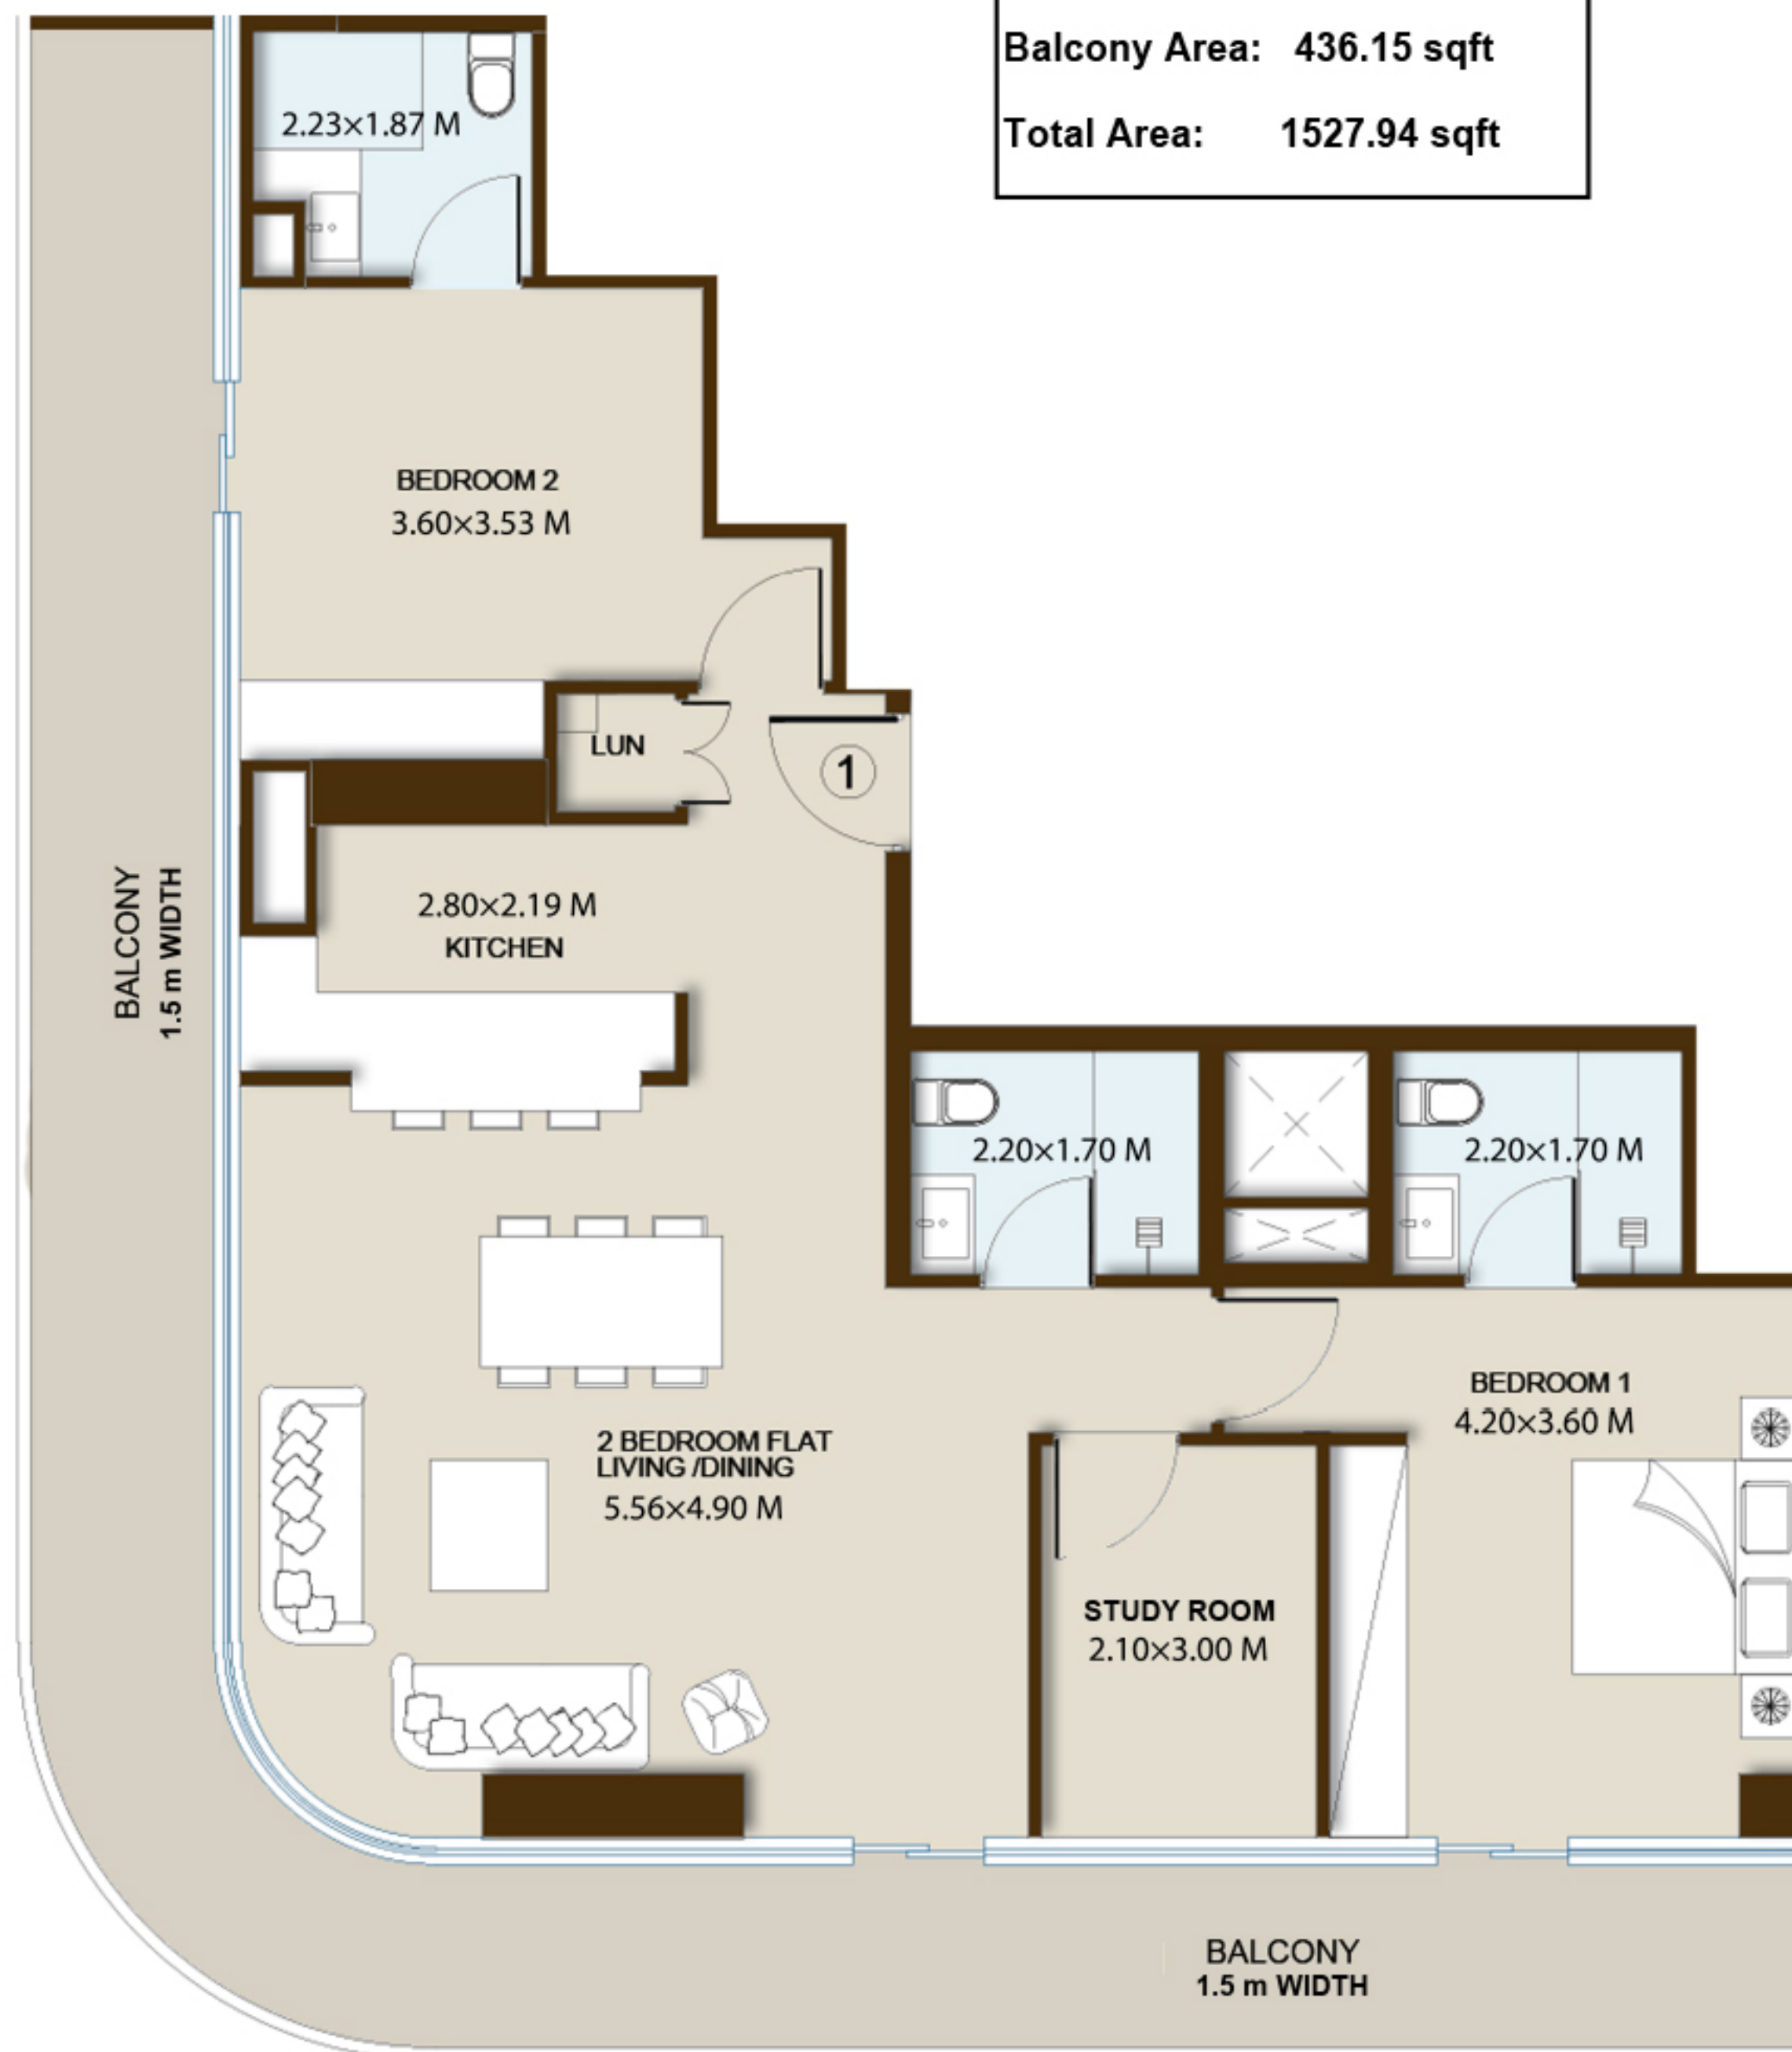 Balcony Area: 436.15 sqft
Total Area: 1527.94 sqft
2.23×1.87 M
BEDROOM 2
3.60×3.53 M
LUN
1
2.80×2.19 M
KITCHEN
BALCONY
1.5 m WIDTH
2.20×1.70 M
2.20×1.70 M
BEDROOM 1
4.20×3.60 M
2 BEDROOM FLAT
LIVING /DINING
5.56×4.90 M
STUDY ROOM
2.10×3.00 M
BALCONY
1.5 m WIDTH